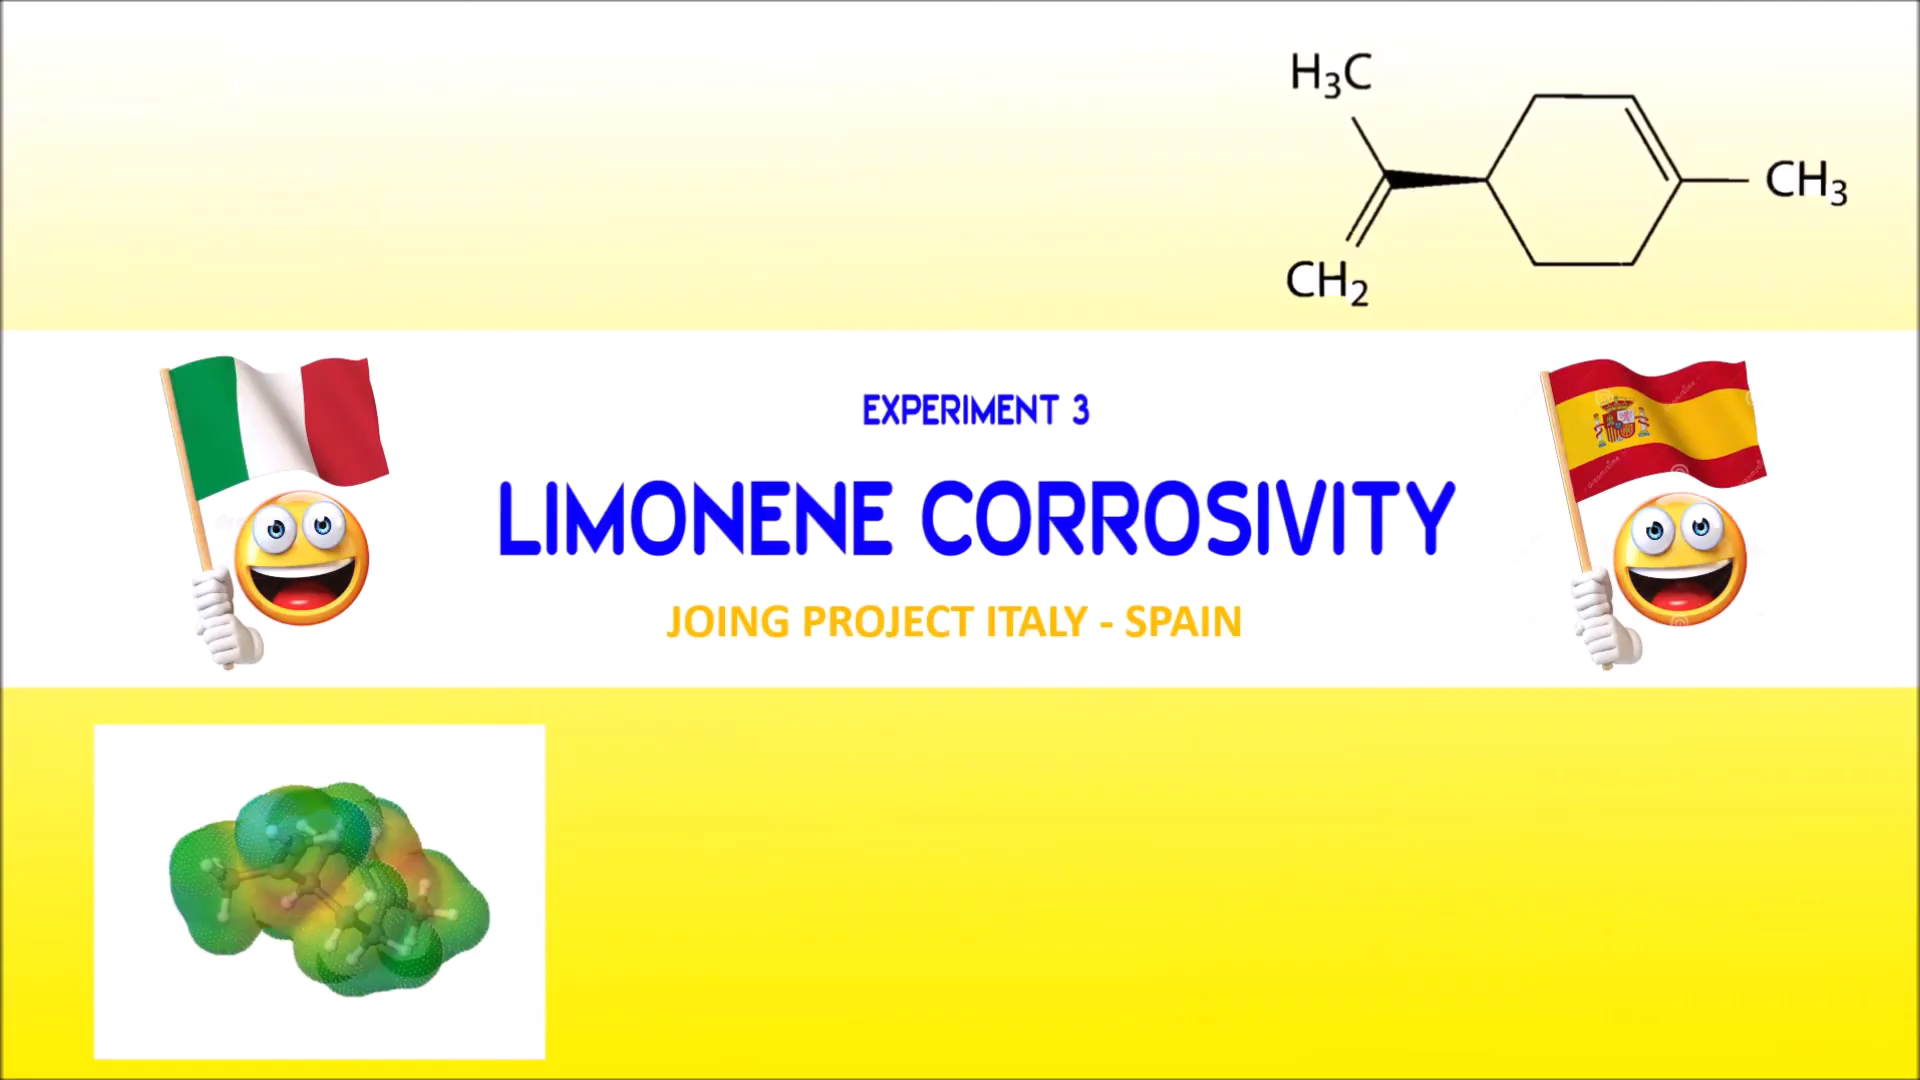 H3C
CH3
CH2
EXPERIMENT 3
LIMONENE CORROSIVITY
JOING PROJECT ITALY - SPAIN